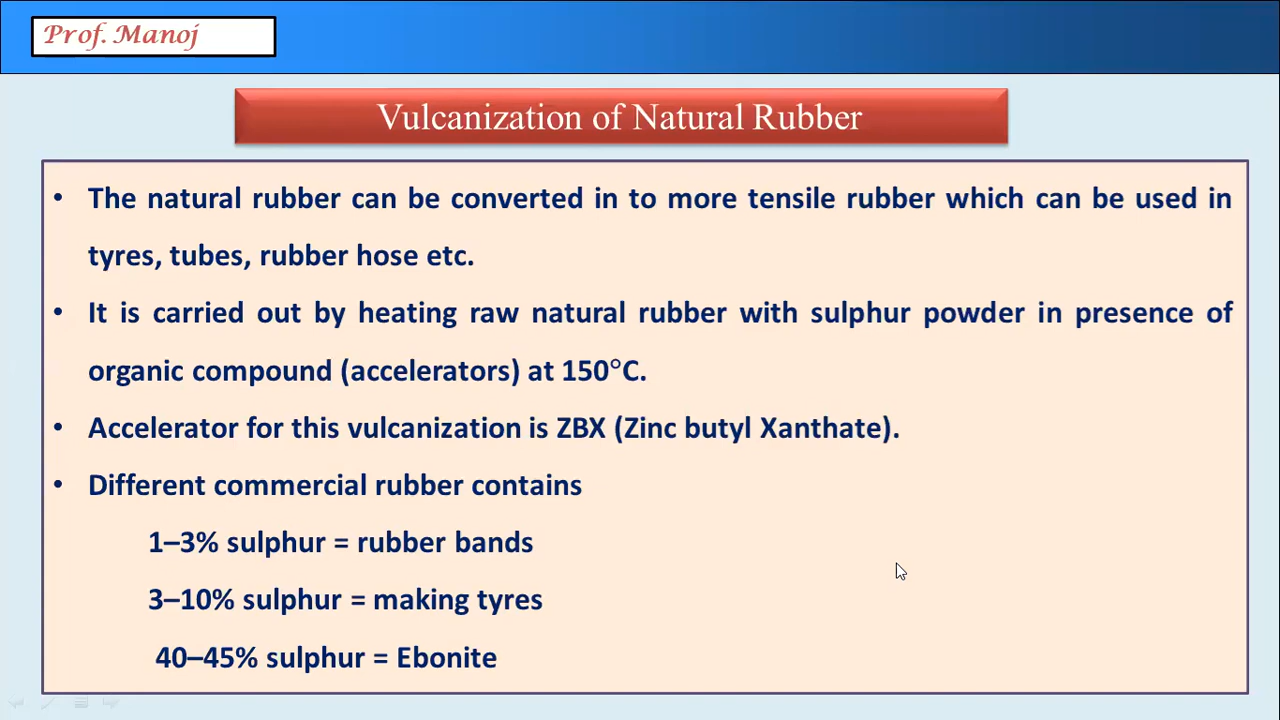 Prof. Manoj
Vulcanization of Natural Rubber
• The natural rubber can be converted in to more tensile rubber which can be used in
tyres, tubes, rubber hose etc.
• It is carried out by heating raw natural rubber with sulphur powder in presence of
organic compound (accelerators) at 150°C.
• Accelerator for this vulcanization is ZBX (Zinc butyl Xanthate).
• Different commercial rubber contains
1–3% sulphur = rubber bands
3–10% sulphur = making tyres
40–45% sulphur = Ebonite